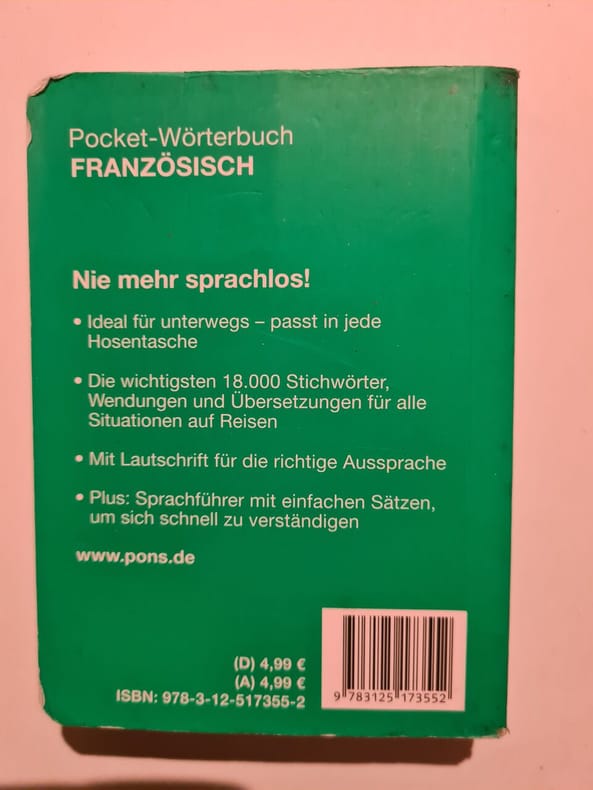 Pocket-Wörterbuch
FRANZÖSISCH
Nie mehr sprachlos!
• Ideal für unterwegs – passt in jede
Hosentasche
• Die wichtigsten 18.000 Stichwörter,
Wendungen und Übersetzungen für alle
Situationen auf Reisen
• Mit Lautschrift für die richtige Aussprache
• Plus: Sprachführer mit einfachen Sätzen,
um sich schnell zu verständigen
www.pons.de
(D) 4,99 €
(A) 4,99 €
ISBN: 978-3-12-517355-2
9 783125 173552